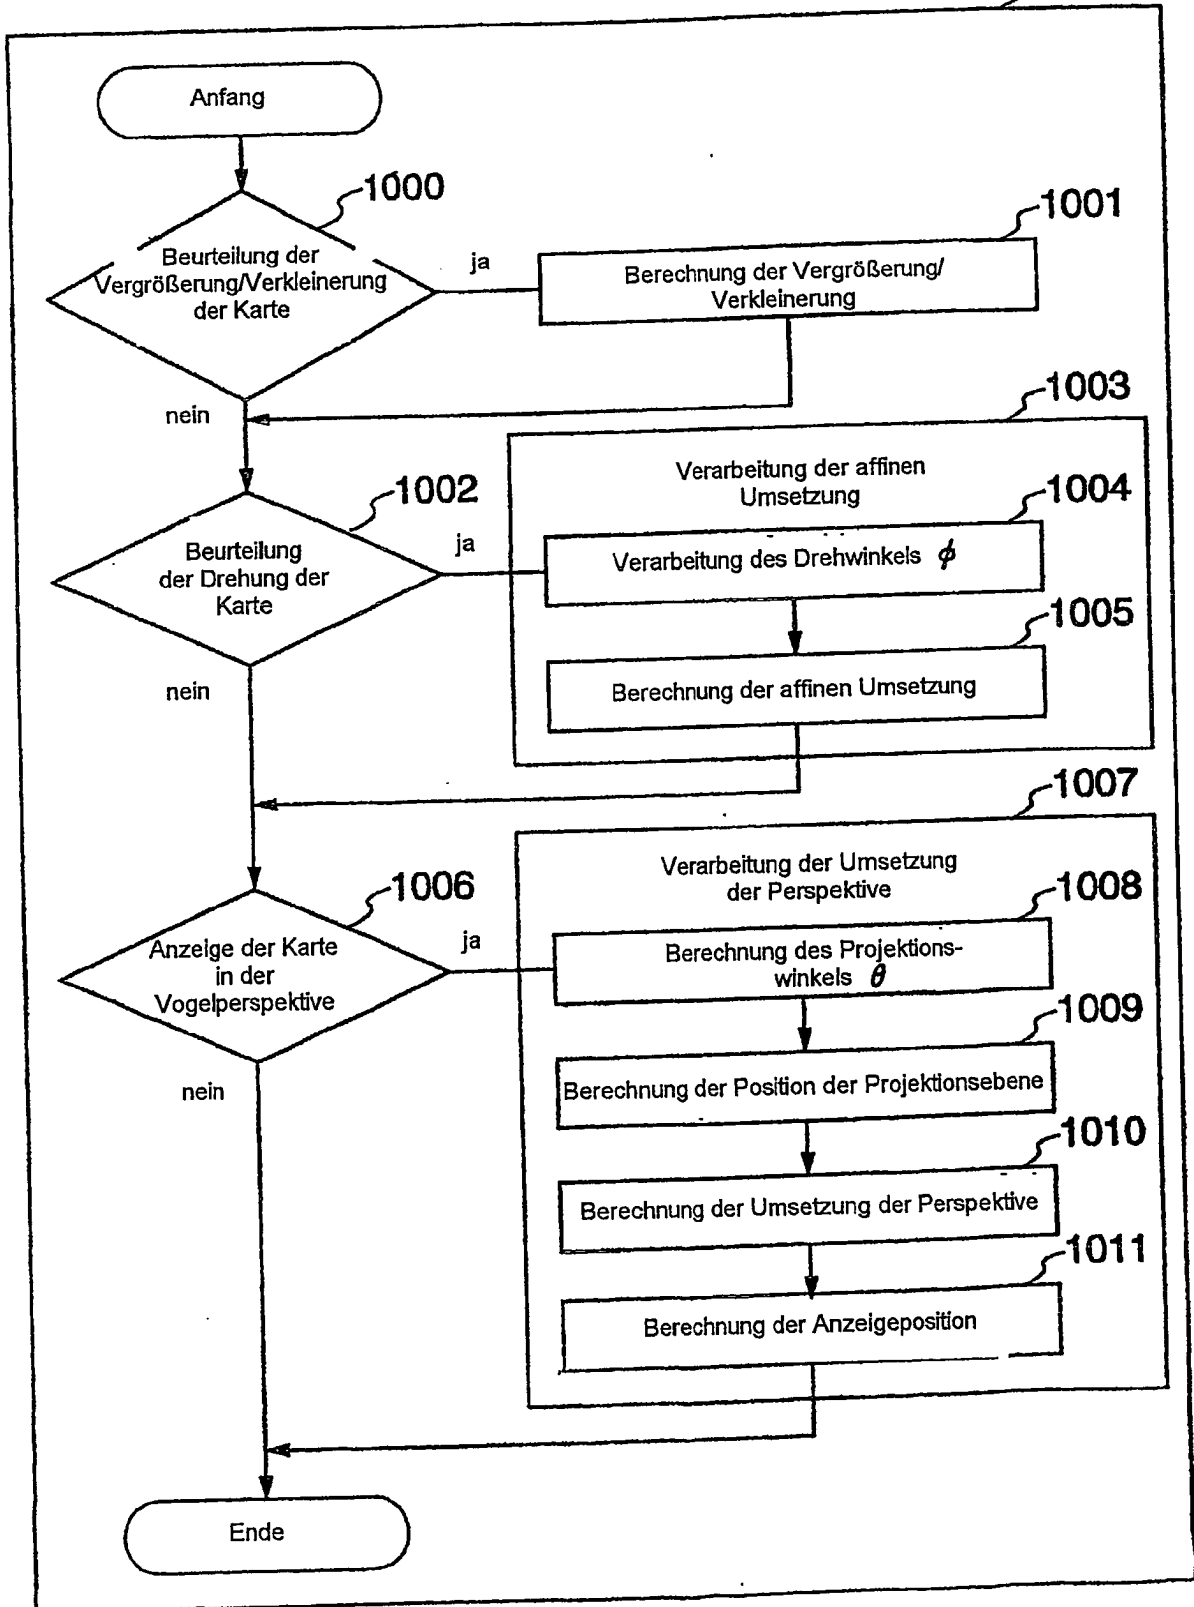 Anfang
1000
Beurteilung der
Vergrößerung/Verkleinerung
der Karte
ja
1001
Berechnung der Vergrößerung/
Verkleinerung
nein
1003
Verarbeitung der affinen
Umsetzung
1002
Beurteilung
der Drehung der
Karte
ja
1004
Verarbeitung des Drehwinkels ϕ
1005
Berechnung der affinen Umsetzung
nein
1007
Verarbeitung der Umsetzung
der Perspektive
1006
Anzeige der Karte
in der
Vogelperspektive
ja
1008
Berechnung des Projektions-
winkels θ
1009
Berechnung der Position der Projektionsebene
nein
1010
Berechnung der Umsetzung der Perspektive
1011
Berechnung der Anzeigeposition
Ende